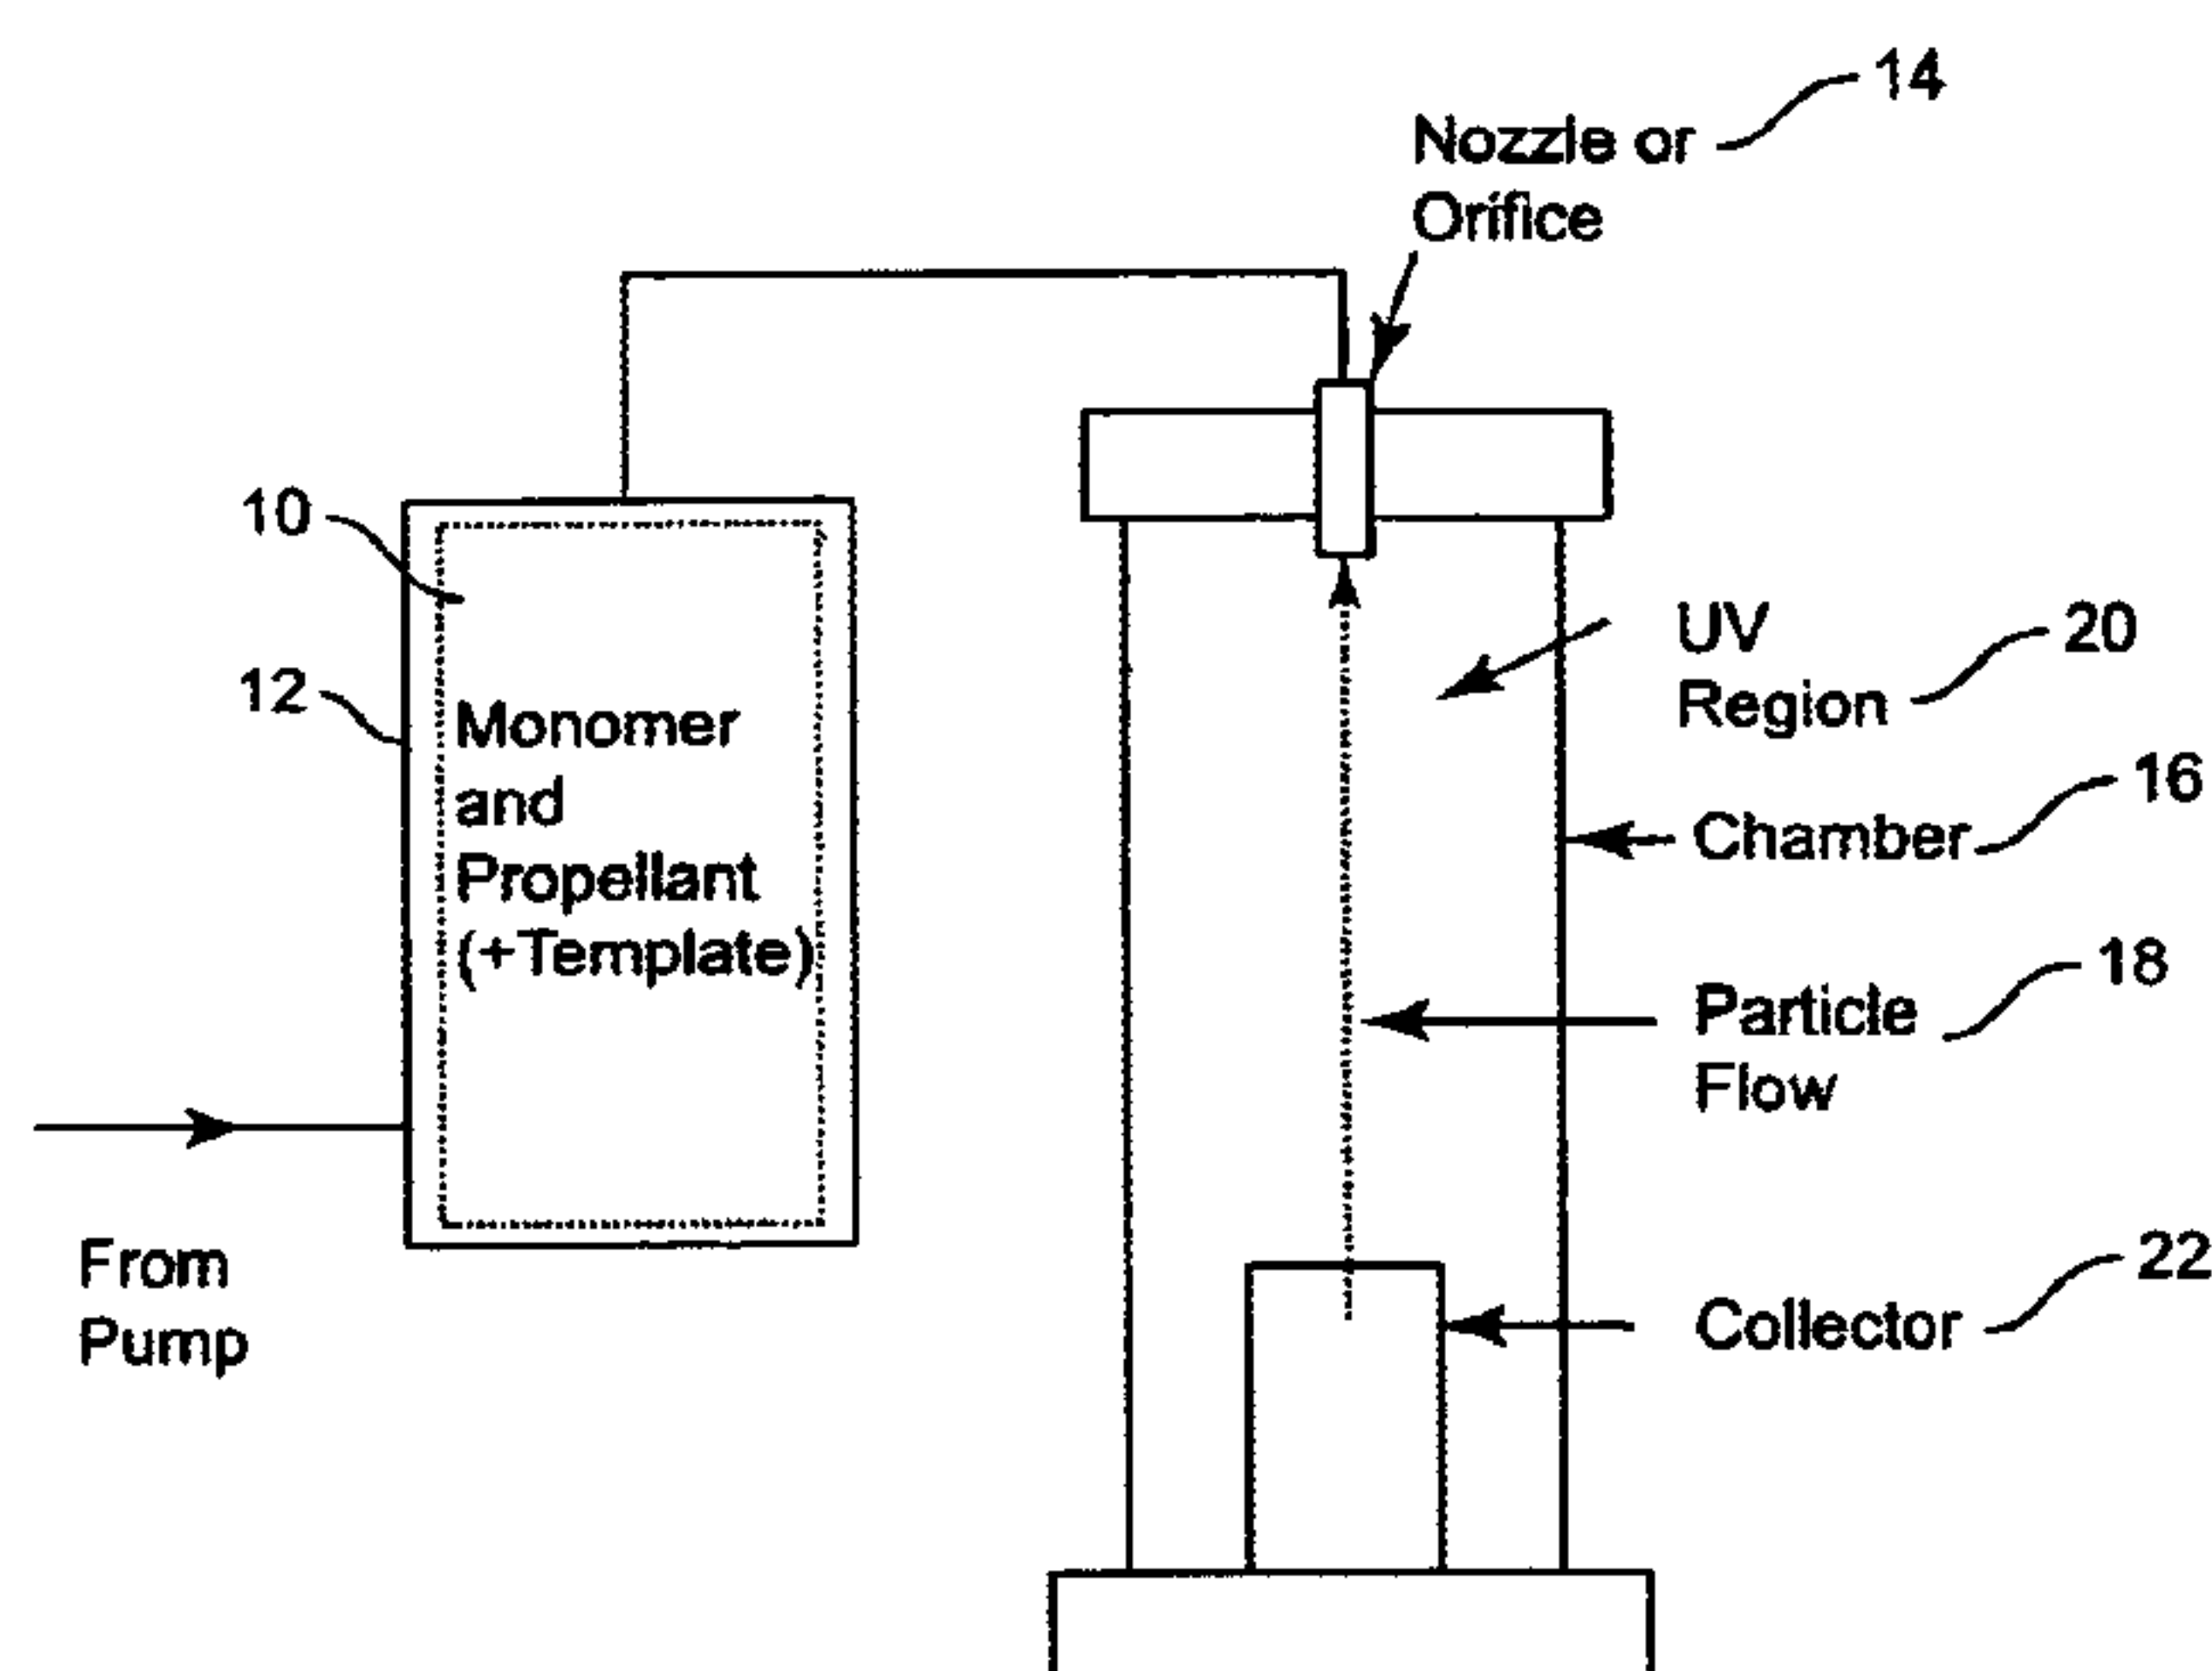 14
Nozzle or
Orifice
10
12
Monomer
and
Propellant
(+Template)
UV
Region
20
Chamber
16
Particle
Flow
18
Collector
22
From
Pump